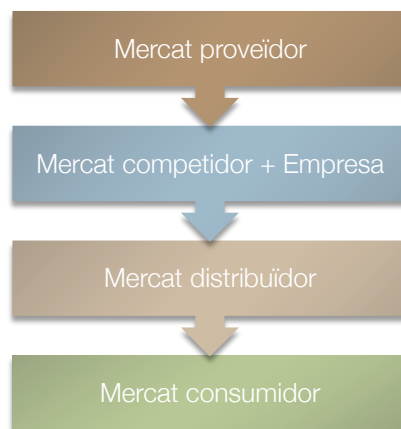 Mercat proveïdor
Mercat competidor + Empresa
Mercat distribuïdor
Mercat consumidor